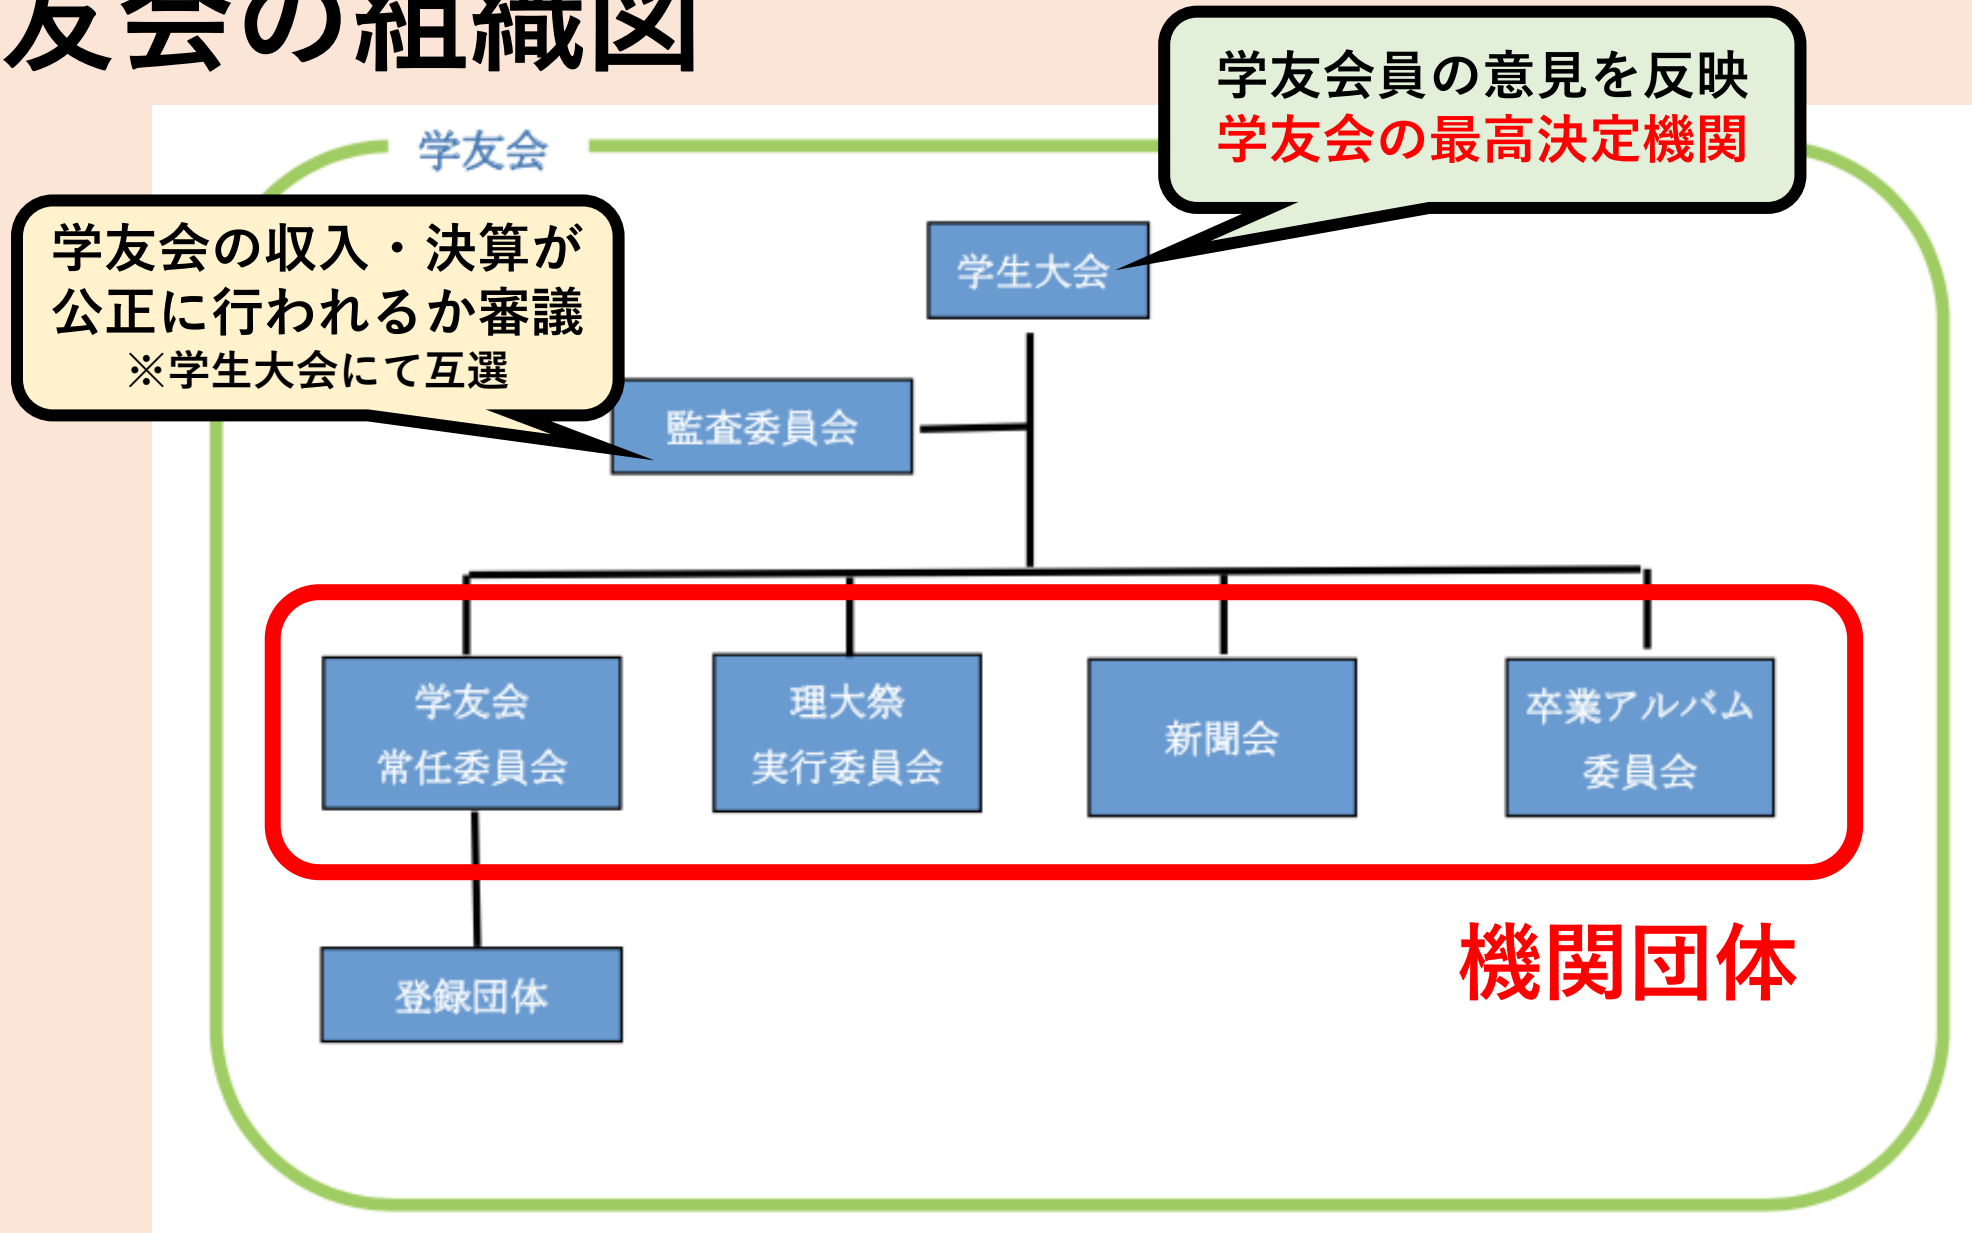 友会の組織図
学友会員の意見を反映
学友会の最高決定機関
学友会
学友会の収入・決算が
公正に行われるか審議
※学生大会にて互選
学生大会
監査委員会
学友会
常任委員会
理大祭
実行委員会
新聞会
卒業アルバム
委員会
機関団体
登録団体